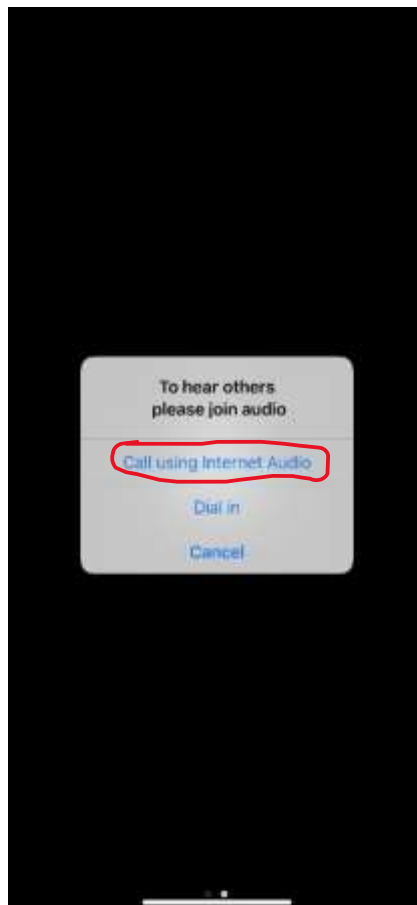 To hear others
please join audio
Call using Internet Audio
Dial in
Cancel